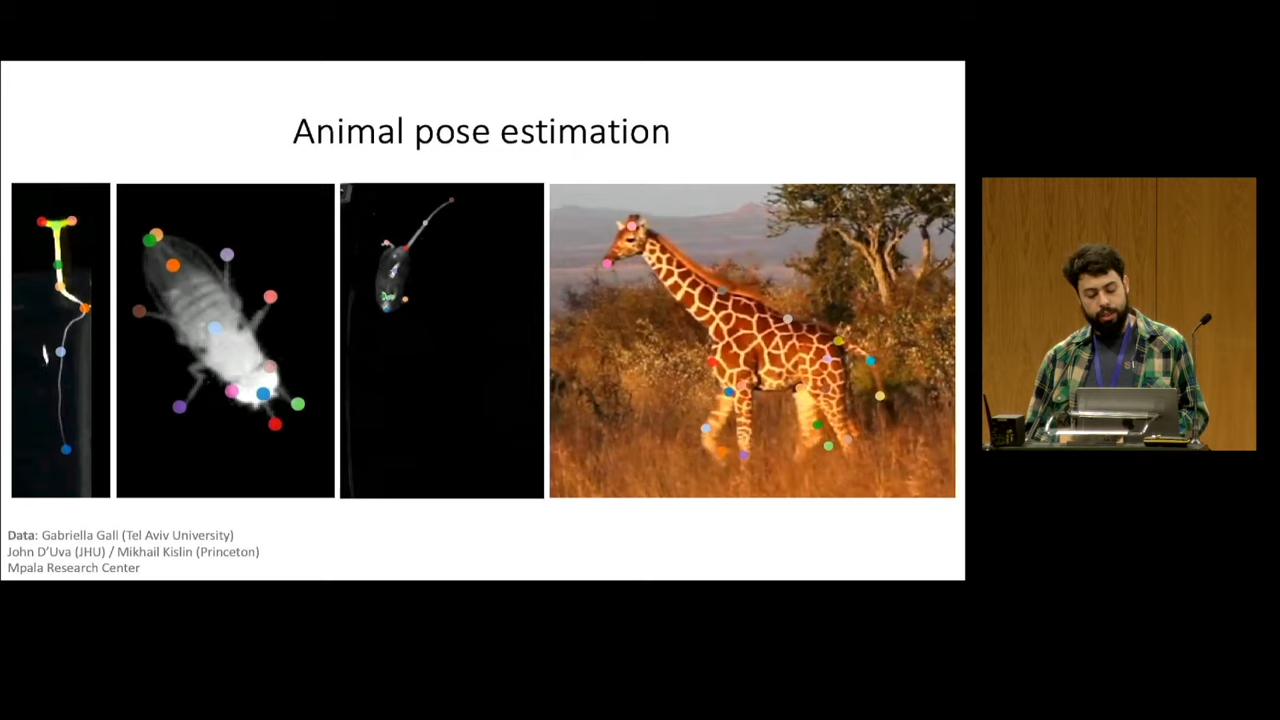 Animal pose estimation
Data: Gabriella Gall (Tel Aviv University)
John D'Uva (JHU) / Mikhail Kislin (Princeton)
Mpala Research Center